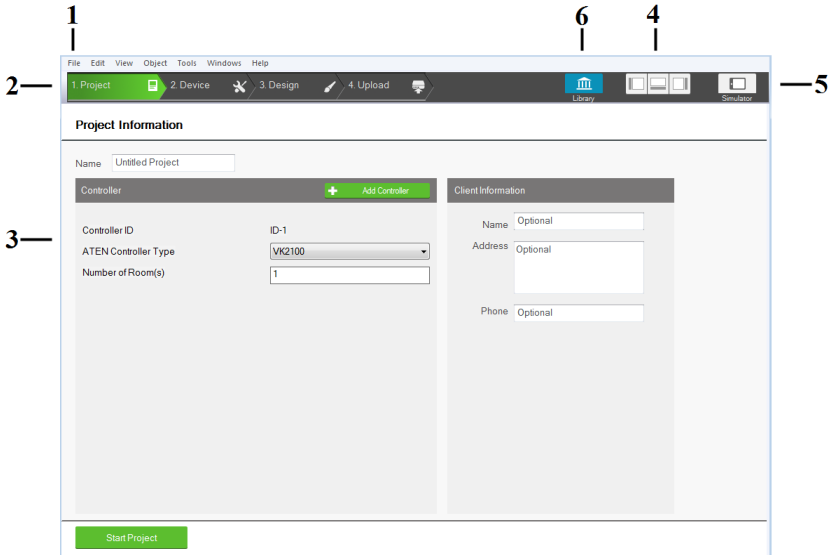 1
6
4
File Edit View Object Tools Windows Help
2
1. Project 2. Device 3. Design 4. Upload
Library
Simulator
5
Project Information
Name Untitled Project
Controller
Add Controller
Client Information
3
Controller ID ID-1
ATEN Controller Type VK2100
Number of Room(s) 1
Name Optional
Address Optional
Phone Optional
Start Project